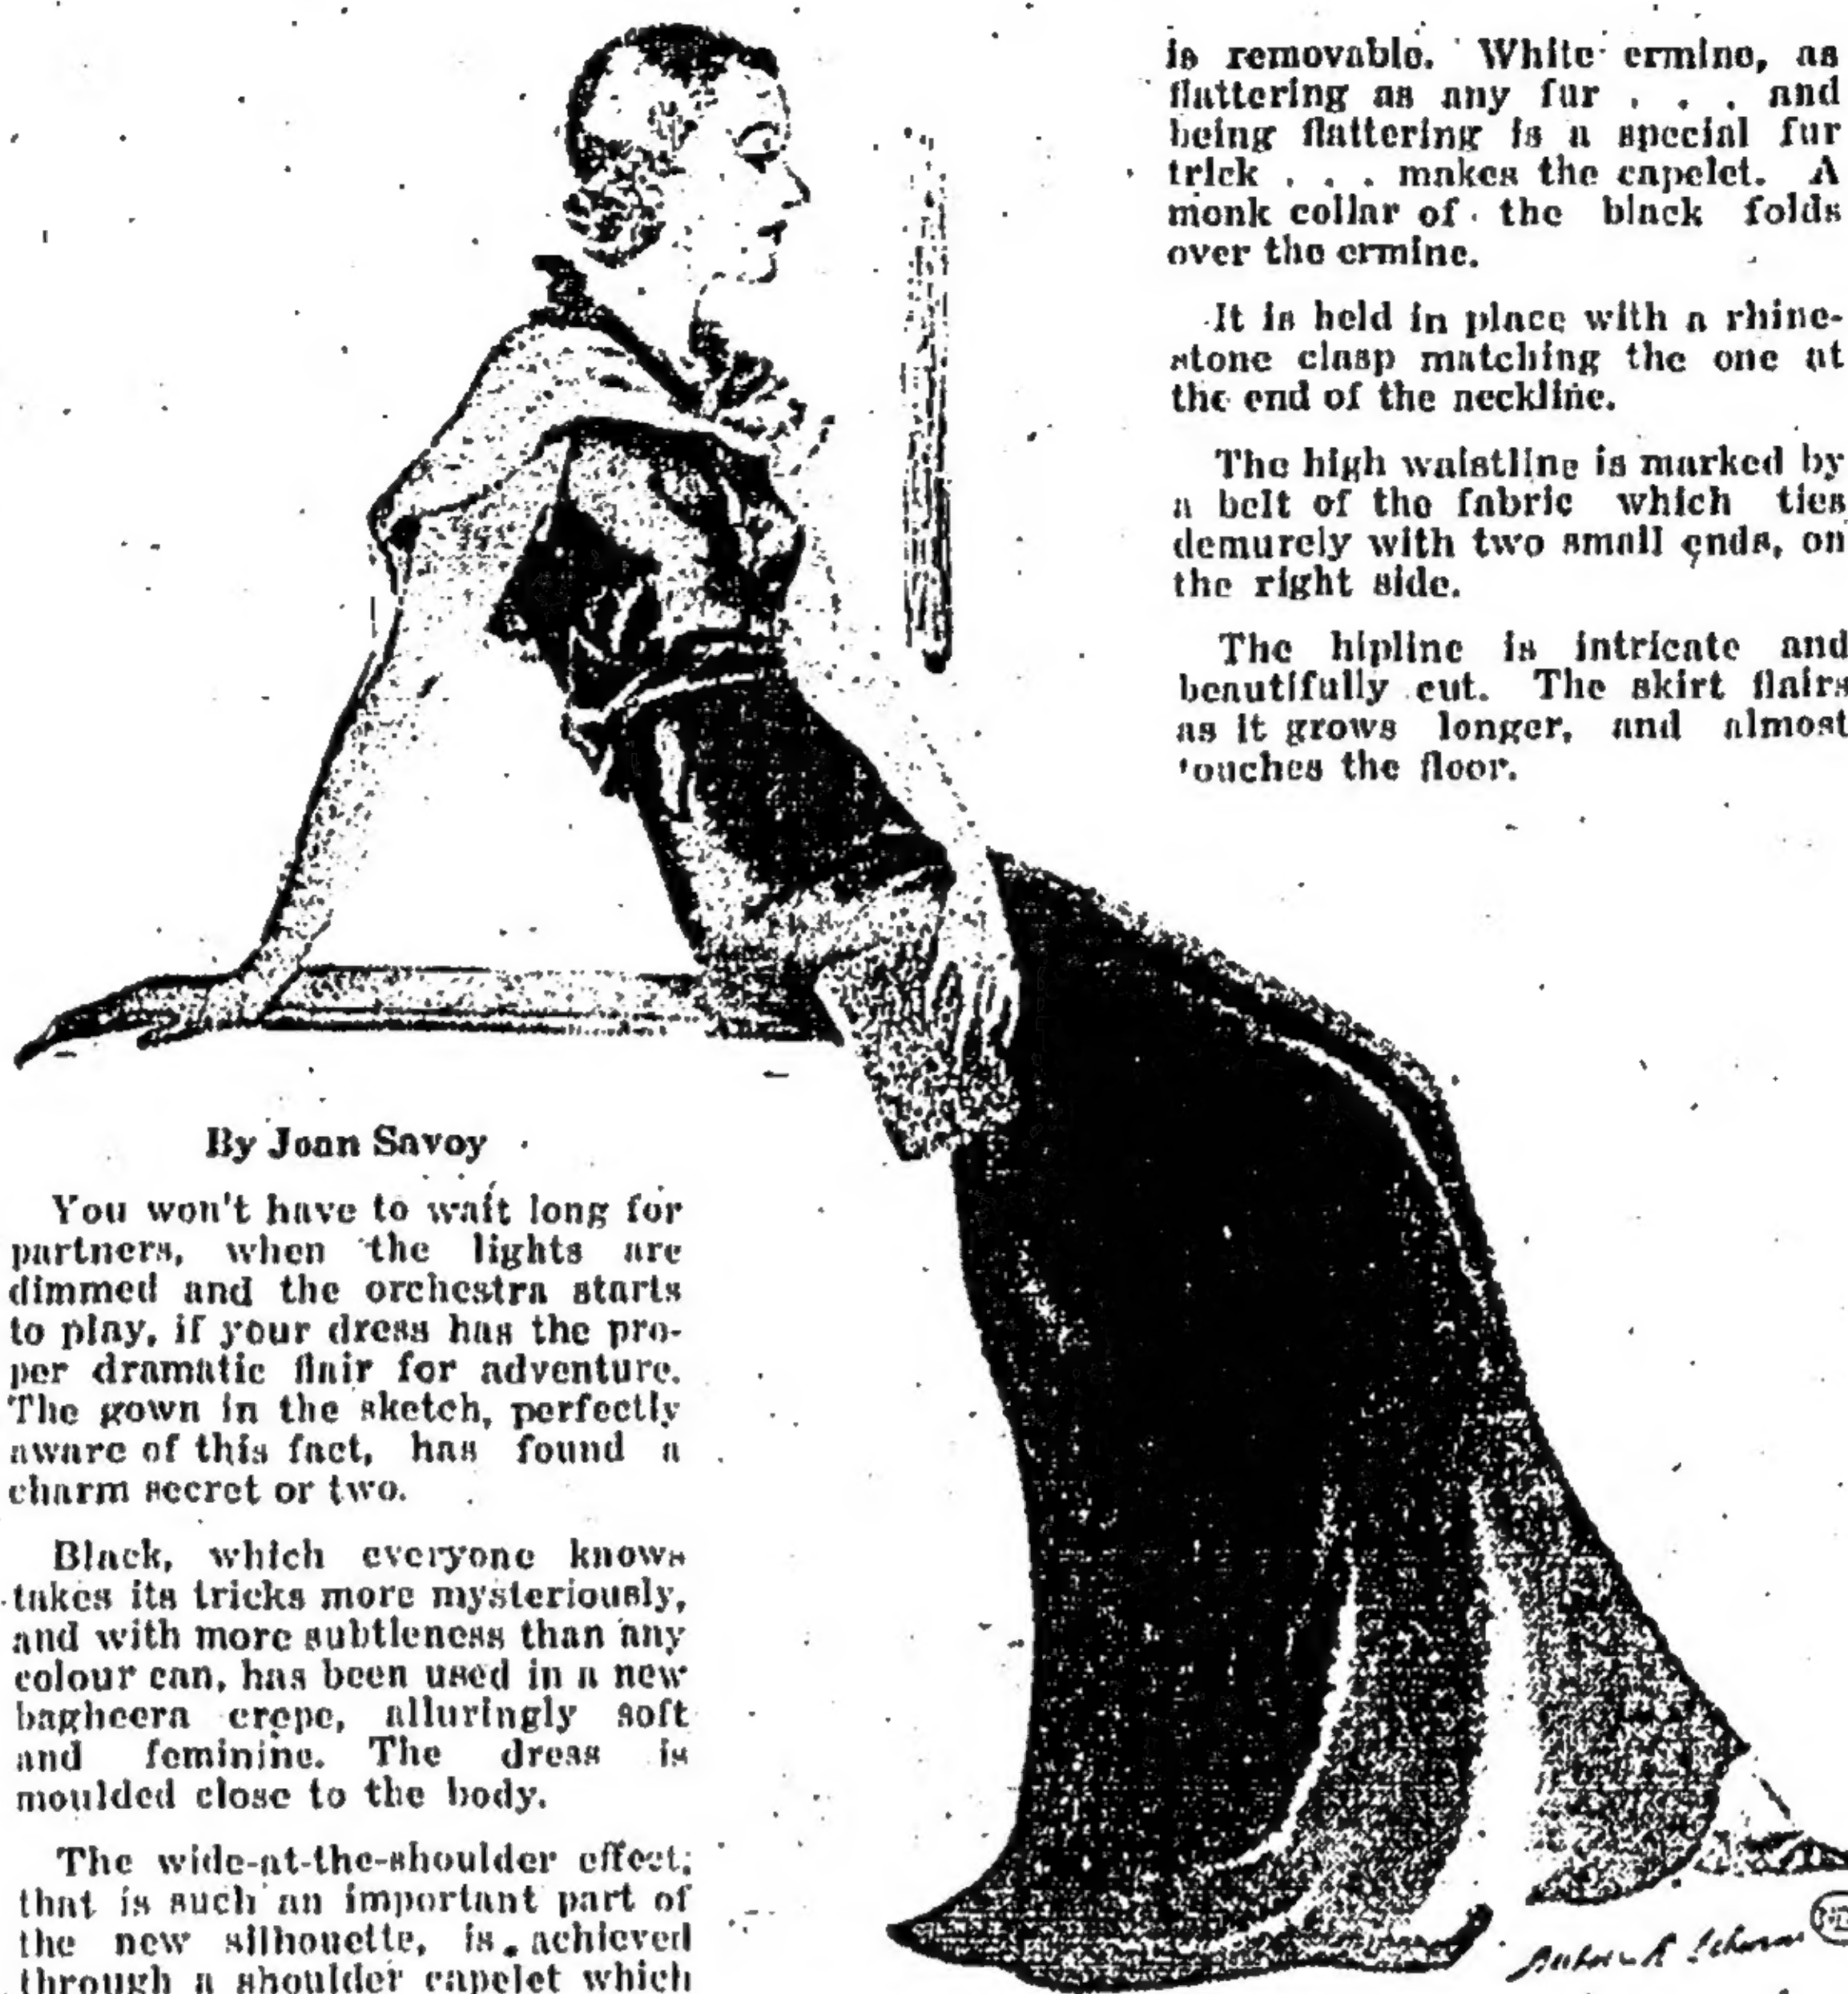 By Joan Savoy
You won't have to wait long for
partners, when the lights are
dimmed and the orchestra starts
to play, if your dress has the pro-
per dramatic flair for adventure.
The gown in the sketch, perfectly
aware of this fact, has found a
charm secret or two.
Black, which everyone knows
takes its tricks more mysteriously,
and with more subtleness than any
colour can, has been used in a new
bagheera crepe, alluringly soft
and feminine. The dress is
moulded close to the body.
The wide-at-the-shoulder effect;
that is such an important part of
the new silhouette, is achieved
through a shoulder capelet which
is removable. White ermine, as
flattering as any fur . . . and
being flattering is a special fur
trick . . . makes the capelet. A
monk collar of the black folds
over the ermine.
It is held in place with a rhine-
stone clasp matching the one at
the end of the neckline.
The high waistline is marked by
a belt of the fabric which ties
demurely with two small ends, on
the right side.
The hipline is intricate and
beautifully cut. The skirt flairs
as it grows longer, and almost
touches the floor.